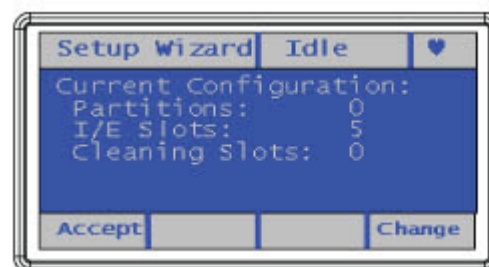 Setup Wizard Idle ♥
Current Configuration:
Partitions: 0
I/E Slots: 5
Cleaning Slots: 0
Accept Change